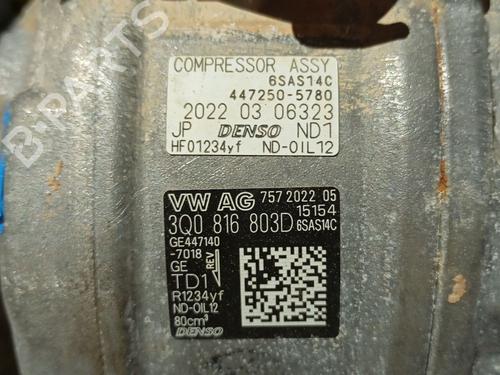 COMPRESSOR ASSY
6SAS14C
447250-5780
2022 03 06323
JP DENSO ND1
HFO1234yf ND-OIL12
VW AG 757 2022 05
15154
3Q0 816 803D 6SAS14C
GE447140
-7018
GE REV
TD1
R1234yf
ND-OIL12
80cm³
DENSO
B-PARTS